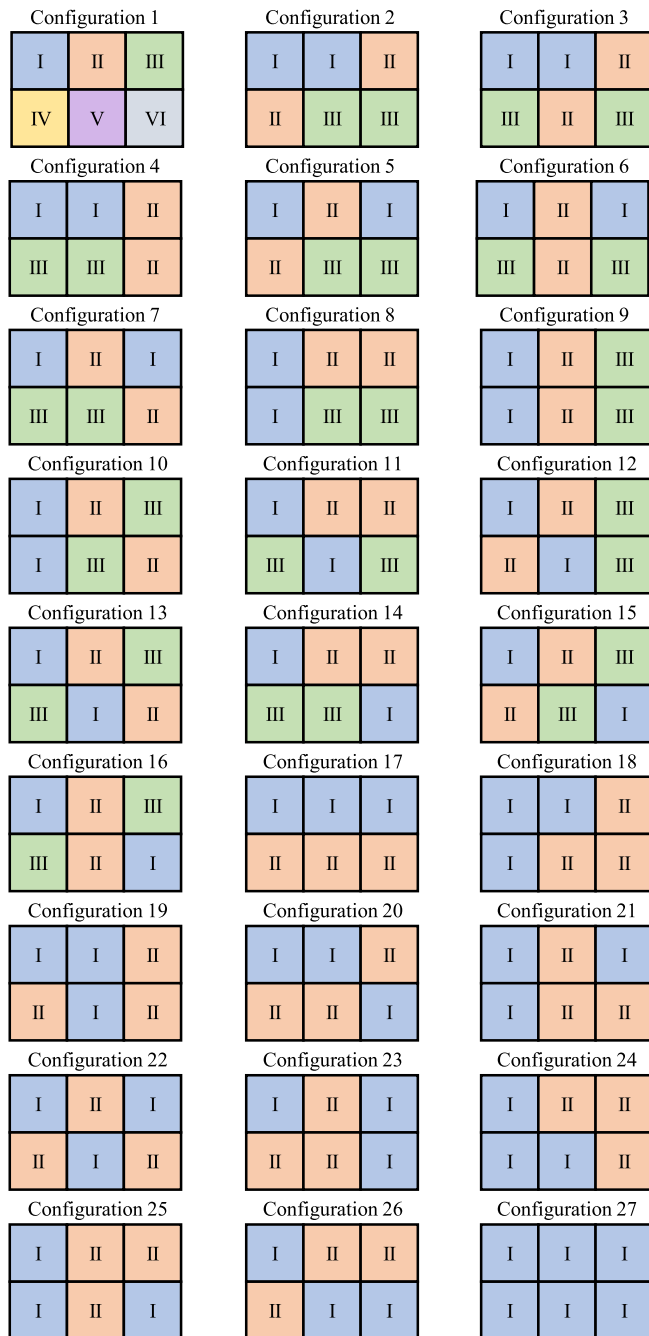 Configuration 1 Configuration 2 Configuration 3
I II III I I II I I II
IV V VI II III III III II III
Configuration 4 Configuration 5 Configuration 6
I I II I II I I II I
III III II II III III III II III
Configuration 7 Configuration 8 Configuration 9
I II I I II II I II III
III III II I III III I II III
Configuration 10 Configuration 11 Configuration 12
I II III I II II I II III
I III II III I III II I III
Configuration 13 Configuration 14 Configuration 15
I II III I II II I II III
III I II III III I II III I
Configuration 16 Configuration 17 Configuration 18
I II III I I I I I II
III II I II II II I II II
Configuration 19 Configuration 20 Configuration 21
I I II I I II I II I
II I II II II I I II II
Configuration 22 Configuration 23 Configuration 24
I II I I II I I II II
II I II II II I I I II
Configuration 25 Configuration 26 Configuration 27
I II II I II II I I I
I II I II I I I I I